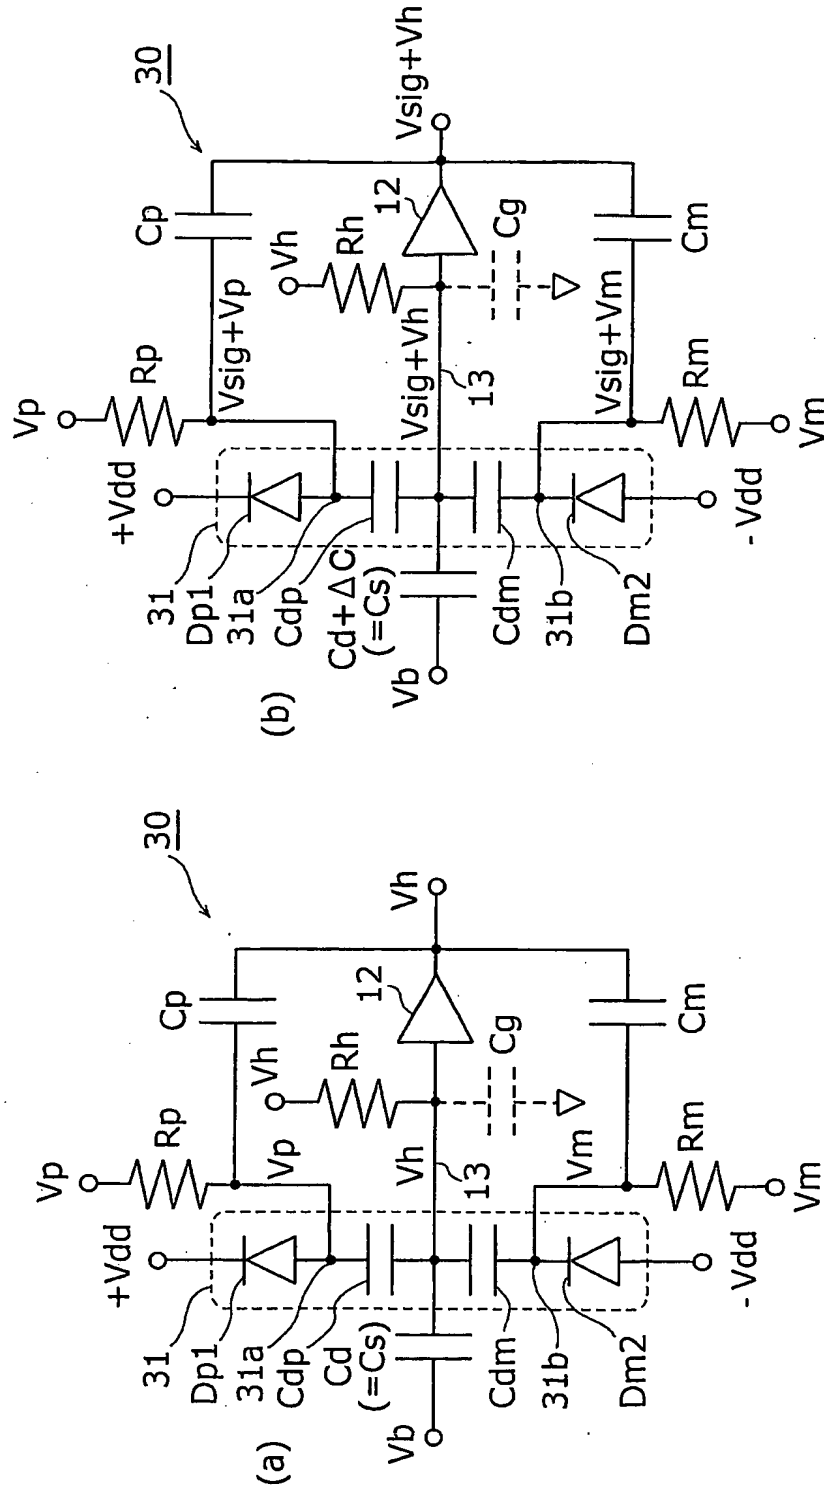 (a)
30
Vp
Rp
+Vdd
Cp
31
Dp1
31a
Cdp
Cd
(=Cs)
Vb
Vp
Vh
Rh
12
Vh
Vh
13
Cg
Cdm
31b
Dm2
Vm
Cm
Rm
-Vdd
Vm
(b)
30
Vp
Rp
+Vdd
Cp
31
Dp1
31a
Cdp
Cd+ΔC
(=Cs)
Vb
Vsig+Vp
Vh
Rh
12
Vsig+Vh
Vsig+Vh
13
Cg
Cdm
31b
Dm2
Vsig+Vm
Cm
Rm
-Vdd
Vm